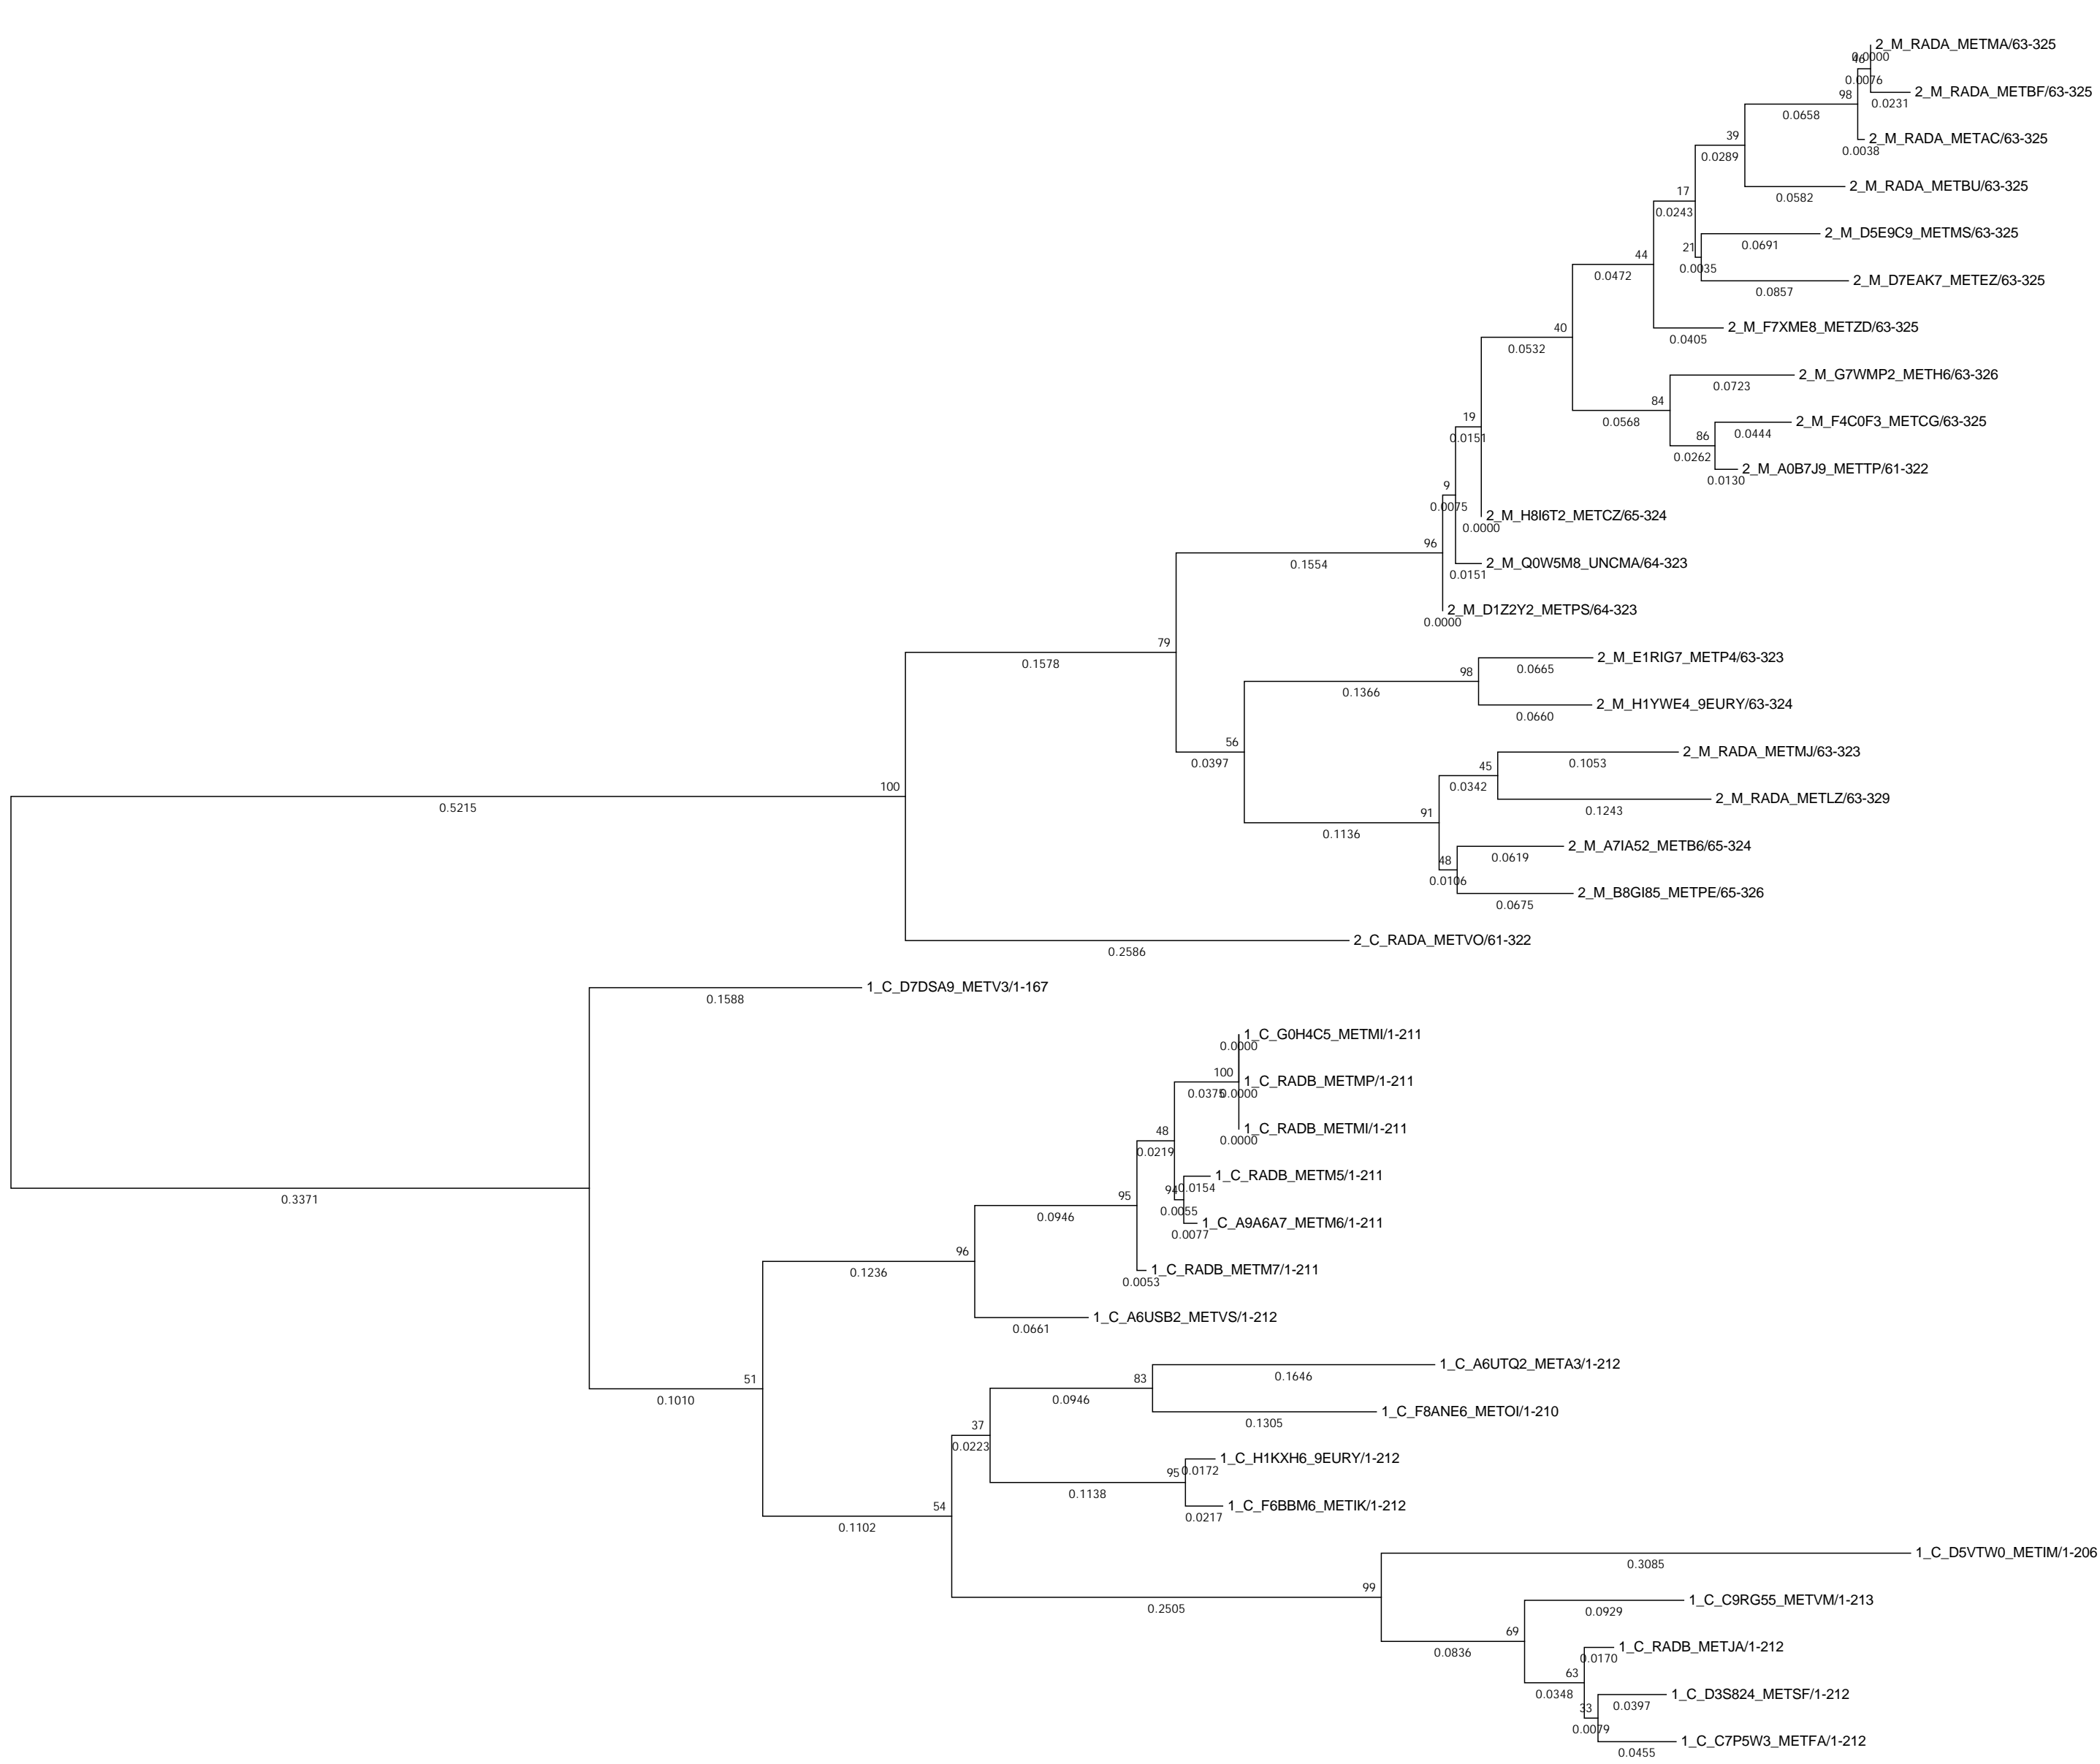 2_M_RADA_METMA/63-325
0.0000
46
0.0076
2_M_RADA_METBF/63-325
0.0231
98
0.0658
2_M_RADA_METAC/63-325
0.0038
39
0.0289
2_M_RADA_METBU/63-325
0.0582
17
0.0243
2_M_D5E9C9_METMS/63-325
0.0691
21
0.0035
2_M_D7EAK7_METEZ/63-325
0.0857
44
0.0472
2_M_F7XME8_METZD/63-325
0.0405
40
0.0532
2_M_G7WMP2_METH6/63-326
0.0723
84
0.0568
2_M_F4C0F3_METCG/63-325
0.0444
86
0.0262
2_M_A0B7J9_METTP/61-322
0.0130
19
0.0151
2_M_H8I6T2_METCZ/65-324
0.0000
9
0.0075
2_M_Q0W5M8_UNCMA/64-323
0.0151
96
0.1554
2_M_D1Z2Y2_METPS/64-323
0.0000
79
0.1578
2_M_E1RIG7_METP4/63-323
0.0665
98
0.1366
2_M_H1YWE4_9EURY/63-324
0.0660
56
0.0397
2_M_RADA_METMJ/63-323
0.1053
45
0.0342
2_M_RADA_METLZ/63-329
0.1243
91
0.1136
2_M_A7IA52_METB6/65-324
0.0619
48
0.0106
2_M_B8GI85_METPE/65-326
0.0675
100
0.5215
2_C_RADA_METVO/61-322
0.2586
1_C_D7DSA9_METV3/1-167
0.1588
1_C_G0H4C5_METMI/1-211
0.0000
100
0.0375
1_C_RADB_METMP/1-211
0.0000
1_C_RADB_METMI/1-211
0.0000
48
0.0219
1_C_RADB_METM5/1-211
0.0154
94
0.0055
1_C_A9A6A7_METM6/1-211
0.0077
95
0.0946
1_C_RADB_METM7/1-211
0.0053
96
0.1236
1_C_A6USB2_METVS/1-212
0.0661
0.3371
51
0.1010
1_C_A6UTQ2_META3/1-212
0.1646
83
0.0946
1_C_F8ANE6_METOI/1-210
0.1305
37
0.0223
1_C_H1KXH6_9EURY/1-212
0.0172
95
0.1138
1_C_F6BBM6_METIK/1-212
0.0217
54
0.1102
1_C_D5VTW0_METIM/1-206
0.3085
99
0.2505
1_C_C9RG55_METVM/1-213
0.0929
69
0.0836
1_C_RADB_METJA/1-212
0.0170
63
0.0348
1_C_D3S824_METSF/1-212
0.0397
33
0.0079
1_C_C7P5W3_METFA/1-212
0.0455